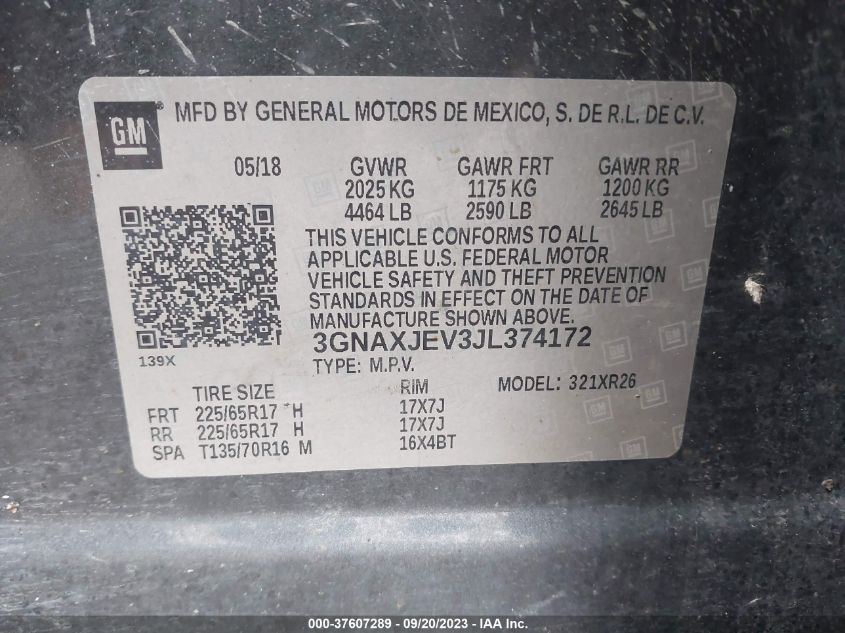 GM MFD BY GENERAL MOTORS DE MEXICO, S. DE R.L. DE C.V.
05/18 GVWR GAWR FRT GAWR RR
2025 KG 1175 KG 1200 KG
4464 LB 2590 LB 2645 LB
THIS VEHICLE CONFORMS TO ALL
APPLICABLE U.S. FEDERAL MOTOR
VEHICLE SAFETY AND THEFT PREVENTION
STANDARDS IN EFFECT ON THE DATE OF
MANUFACTURE SHOWN ABOVE.
3GNAXJEV3JL374172
139X TYPE: M.P.V.
MODEL: 321XR26
TIRE SIZE RIM
FRT 225/65R17 H 17X7J
RR 225/65R17 H 17X7J
SPA T135/70R16 M 16X4BT
000-37607289 - 09/20/2023 - IAAI.com